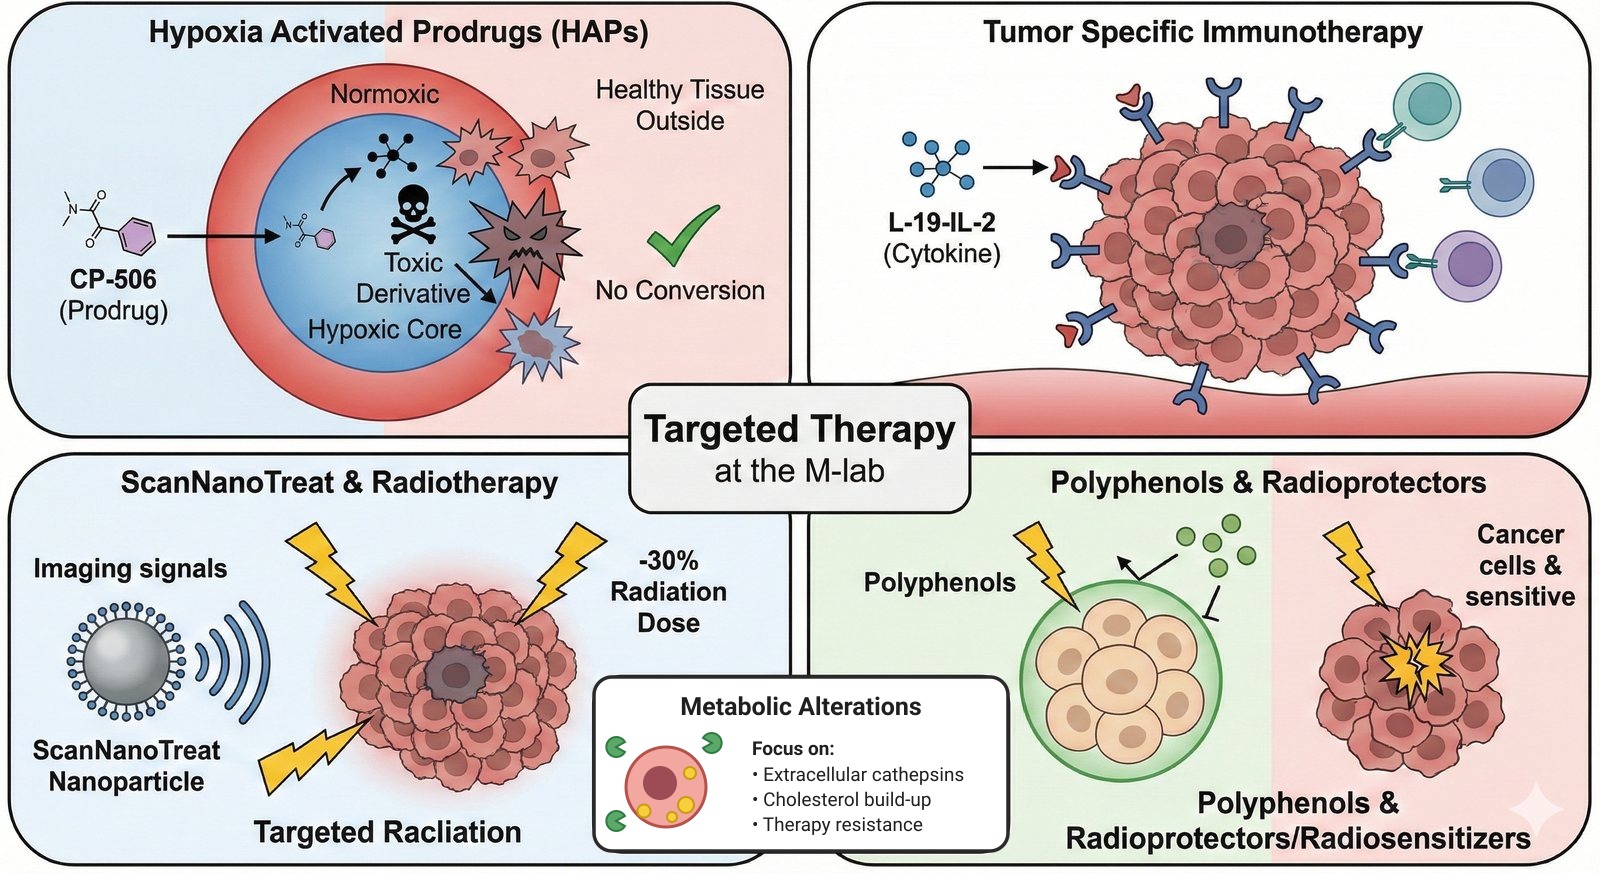 Hypoxia Activated Prodrugs (HAPs)
Normoxic
Healthy Tissue
Outside
N
O
O
N
O
O
CP-506
(Prodrug)
Toxic
Derivative
Hypoxic Core
No Conversion
Tumor Specific Immunotherapy
L-19-IL-2
(Cytokine)
Targeted Therapy
at the M-lab
ScanNanoTreat & Radiotherapy
Imaging signals
-30%
Radiation
Dose
ScanNanoTreat
Nanoparticle
Targeted Racliation
Metabolic Alterations
Focus on:
• Extracellular cathepsins
• Cholesterol build-up
• Therapy resistance
Polyphenols & Radioprotectors
Polyphenols
Cancer
cells &
sensitive
Polyphenols &
Radioprotectors/Radiosensitizers